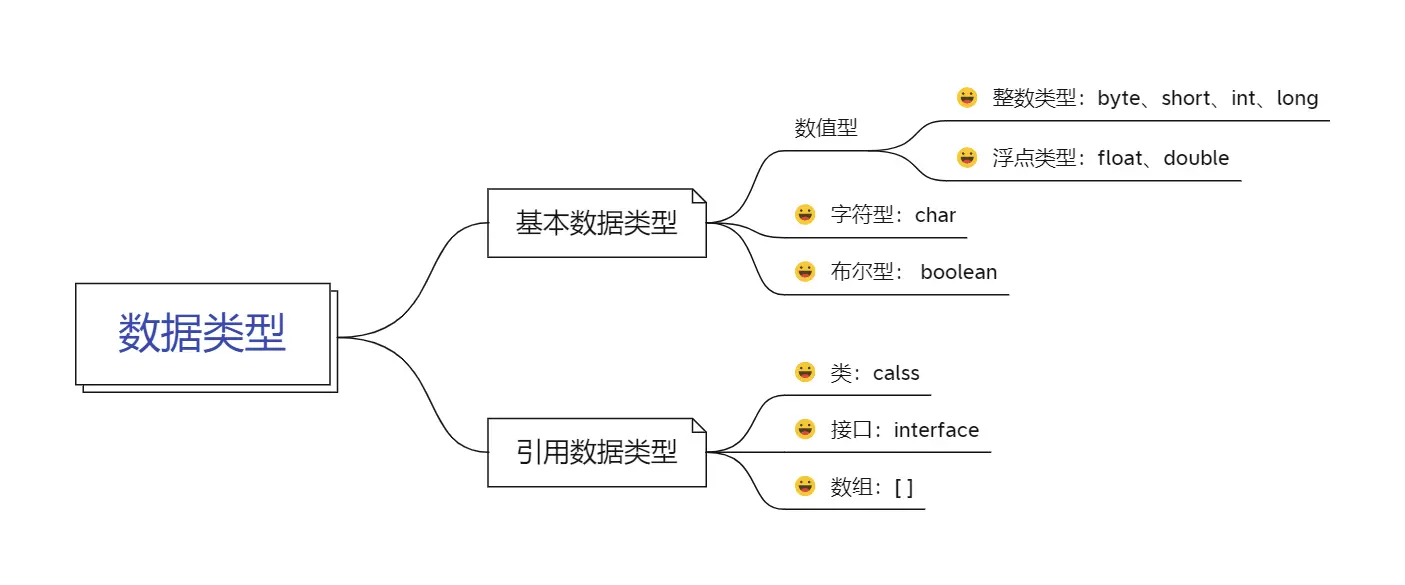 数据类型
基本数据类型
数值型
整数类型：byte、short、int、long
浮点类型：float、double
字符型：char
布尔型： boolean
引用数据类型
类：calss
接口：interface
数组：[ ]